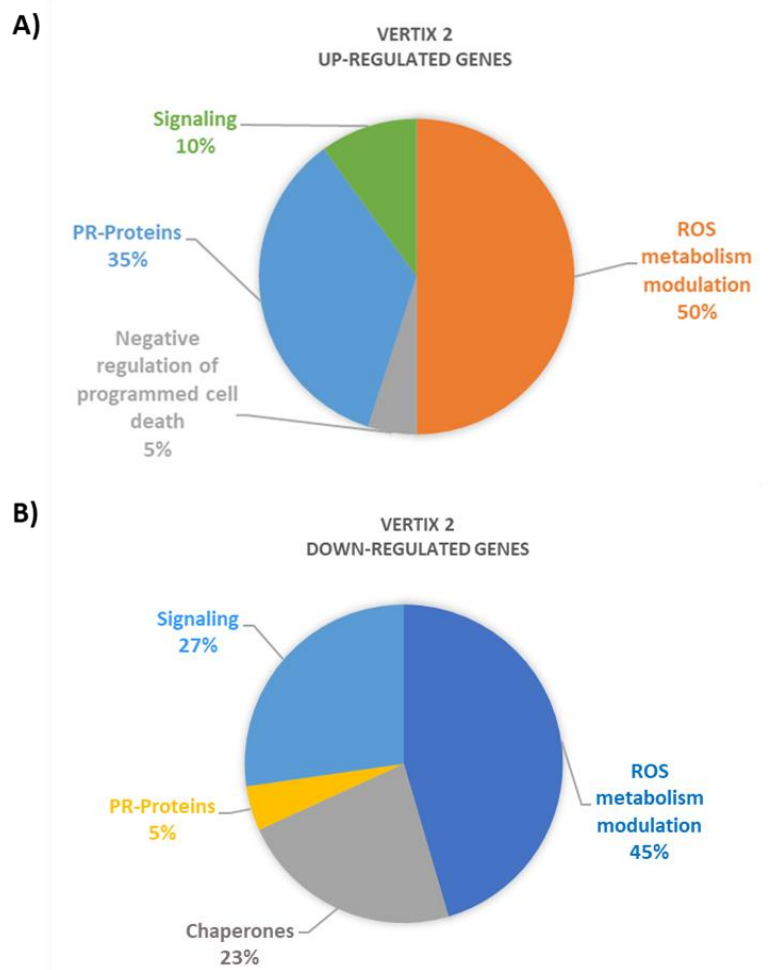 A)
VERTIX 2
UP-REGULATED GENES
Signaling
10%
PR-Proteins
35%
ROS
metabolism
modulation
50%
Negative
regulation of
programmed cell
death
5%
B)
VERTIX 2
DOWN-REGULATED GENES
Signaling
27%
PR-Proteins
5%
ROS
metabolism
modulation
45%
Chaperones
23%